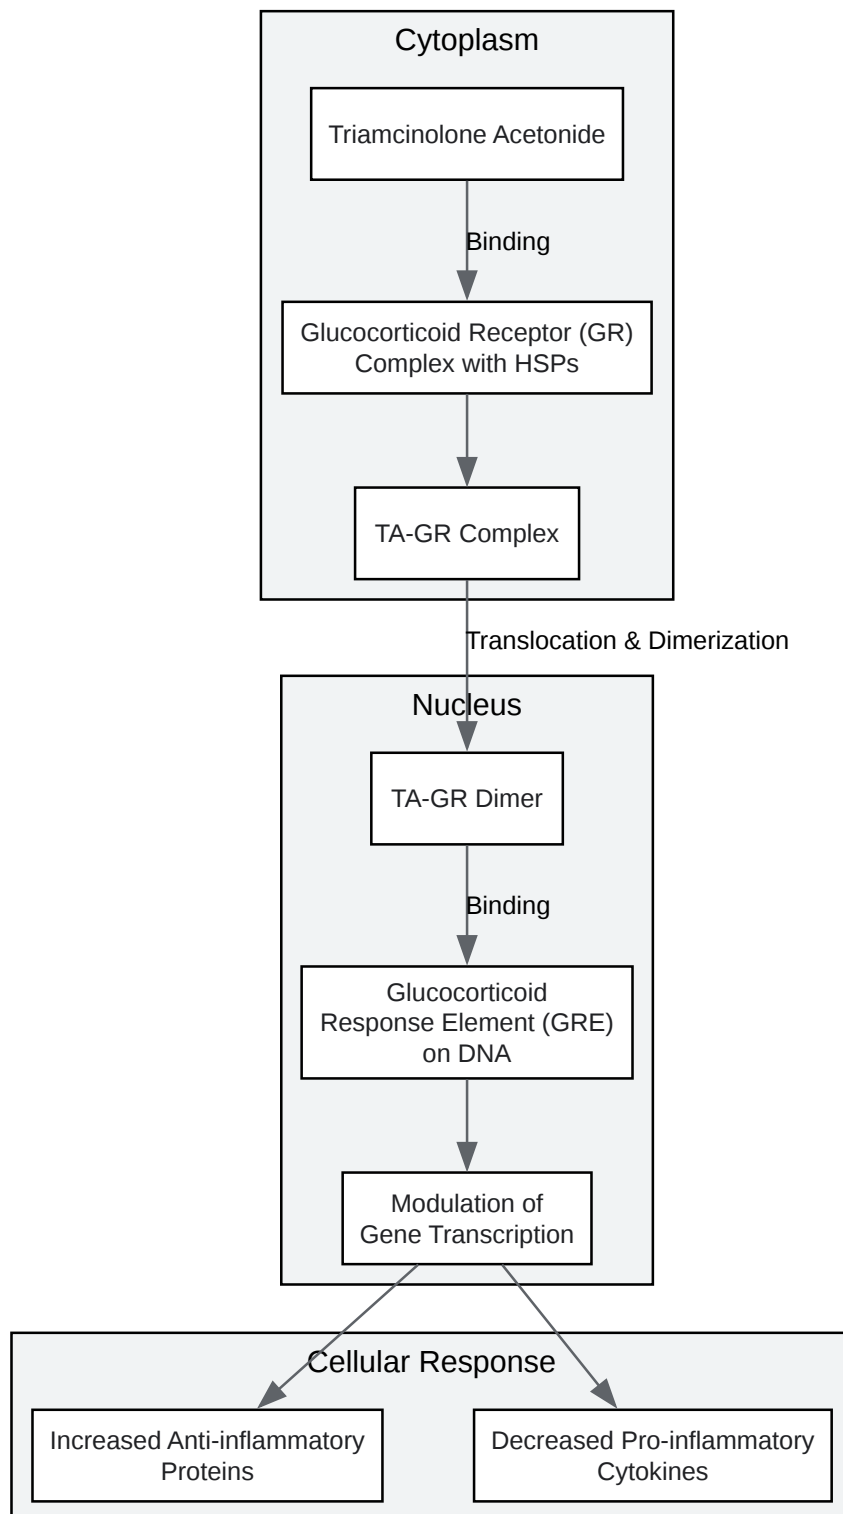 Cytoplasm
Triamcinolone Acetonide
Binding
Glucocorticoid Receptor (GR)
Complex with HSPs
TA-GR Complex
Translocation & Dimerization
Nucleus
TA-GR Dimer
Binding
Glucocorticoid
Response Element (GRE)
on DNA
Modulation of
Gene Transcription
Cellular Response
Increased Anti-inflammatory
Proteins
Decreased Pro-inflammatory
Cytokines